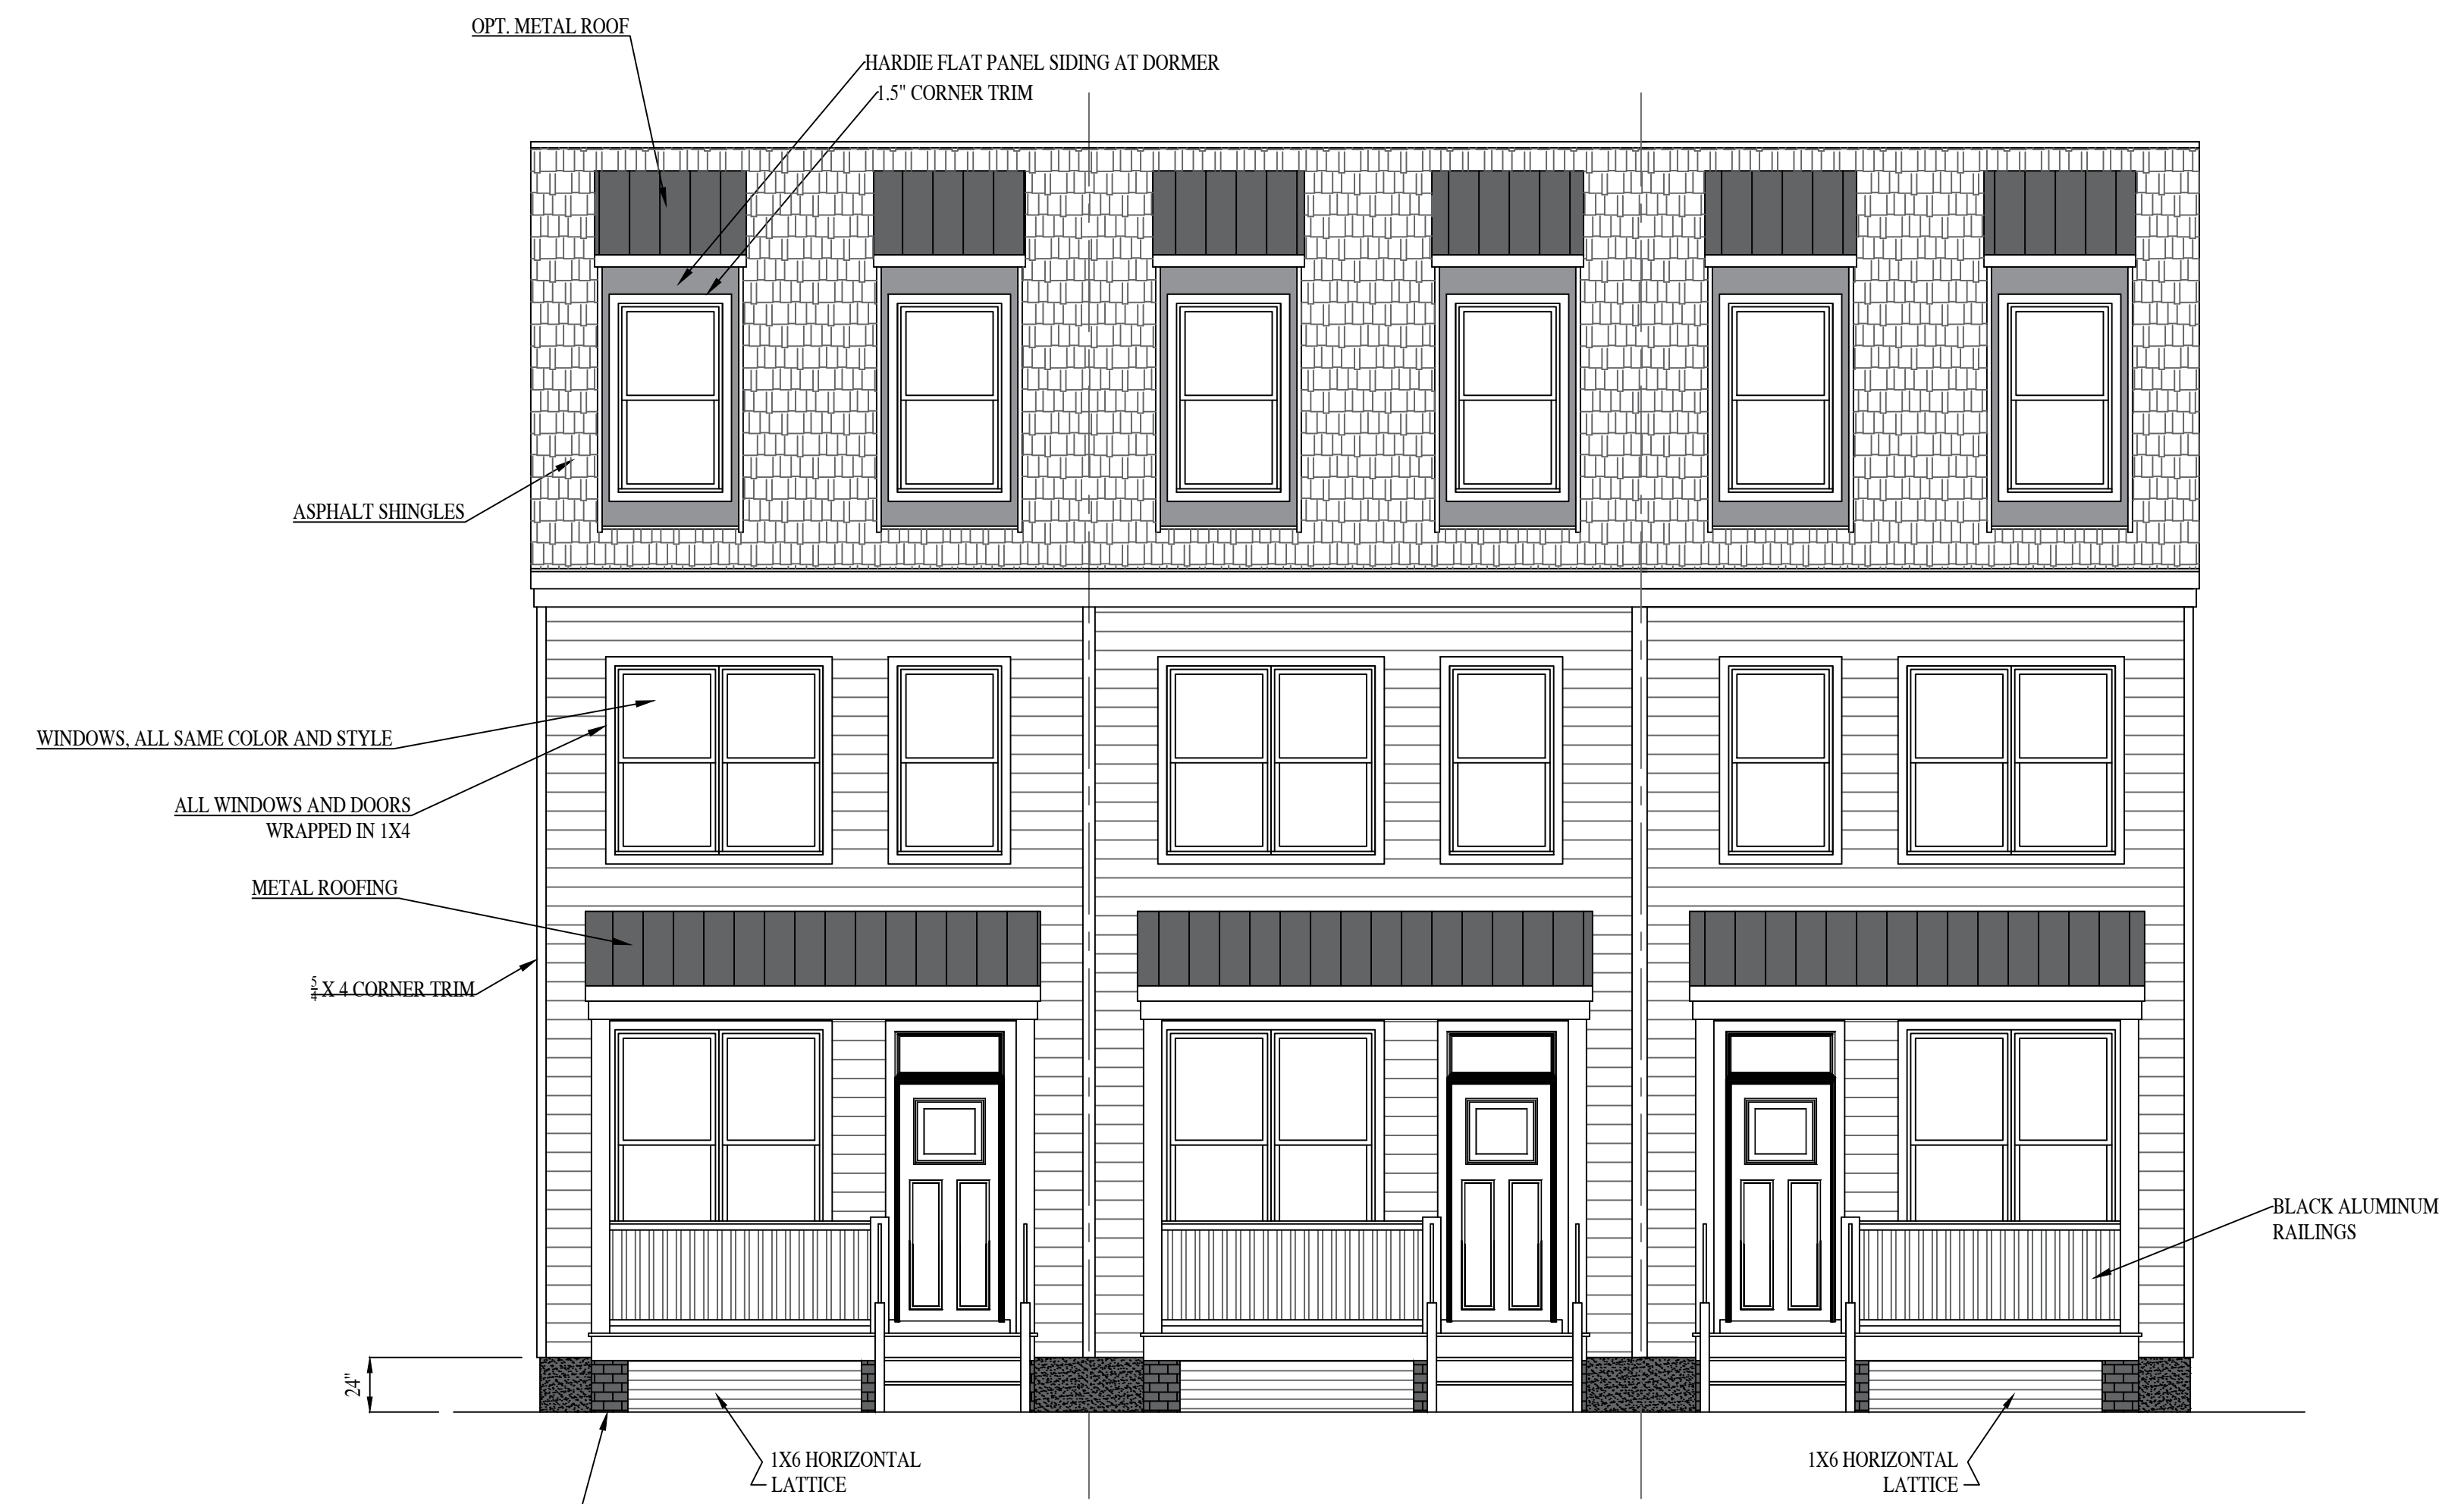 OPT. METAL ROOF
HARDIE FLAT PANEL SIDING AT DORMER
1.5" CORNER TRIM
ASPHALT SHINGLES
WINDOWS, ALL SAME COLOR AND STYLE
ALL WINDOWS AND DOORS
WRAPPED IN 1X4
METAL ROOFING
5/4 X 4 CORNER TRIM
BLACK ALUMINUM
RAILINGS
24"
1X6 HORIZONTAL
LATTICE
1X6 HORIZONTAL
LATTICE